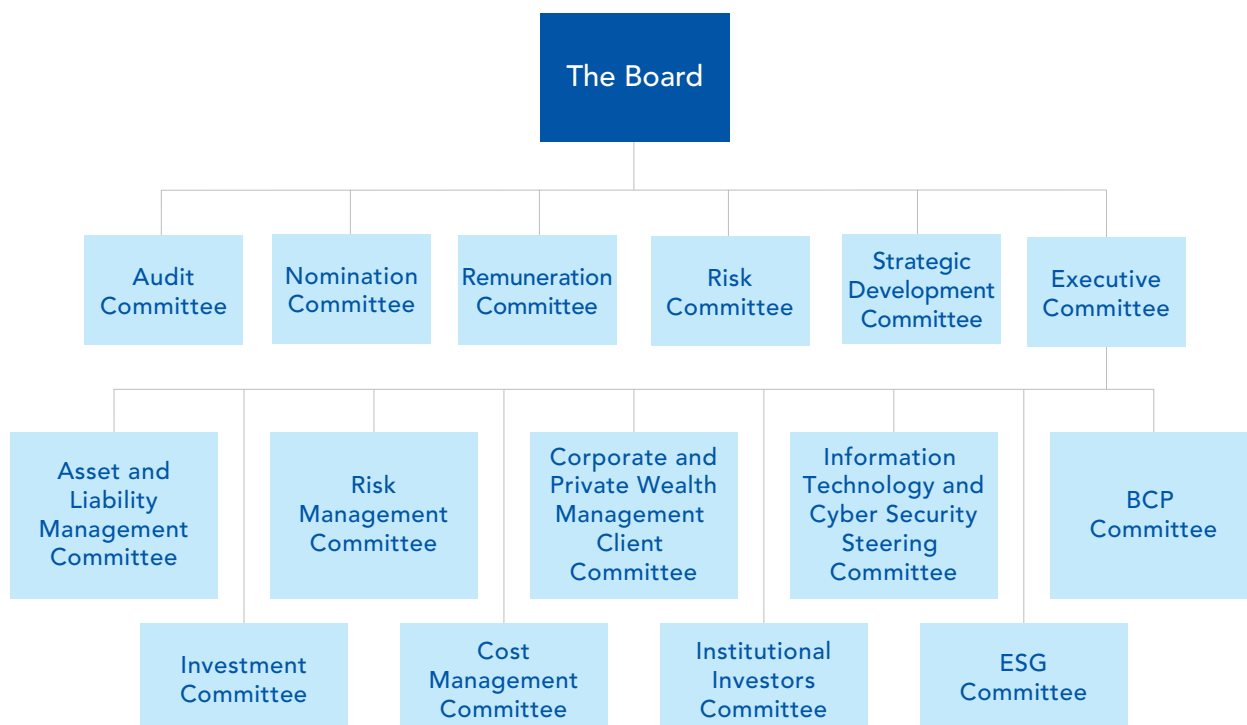 The Board
Audit
Committee
Nomination
Committee
Remuneration
Committee
Risk
Committee
Strategic
Development
Committee
Executive
Committee
Asset and
Liability
Management
Committee
Risk
Management
Committee
Corporate and
Private Wealth
Management
Client
Committee
Information
Technology and
Cyber Security
Steering
Committee
BCP
Committee
Investment
Committee
Cost
Management
Committee
Institutional
Investors
Committee
ESG
Committee